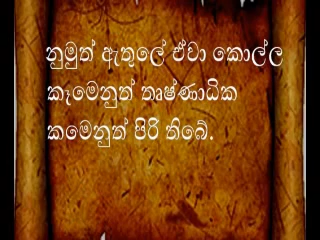 නුමුත් ඇතුලේ ඒවා කොල්ල
කෑමෙනුත් තෘෂ්ණාධික
කමෙනුත් පිරි තිබේ.